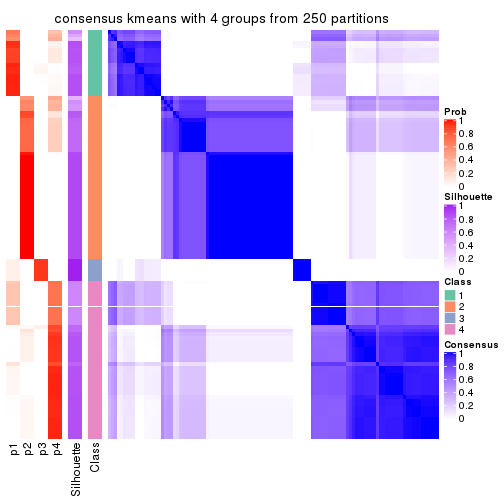 consensus kmeans with 4 groups from 250 partitions
Prob
1
0.8
0.6
0.4
0.2
0
Silhouette
1
0.8
0.6
0.4
0.2
0
Class
1
2
3
4
Consensus
1
0.8
0.6
0.4
0.2
0
p1
p2
p3
p4
Silhouette
Class